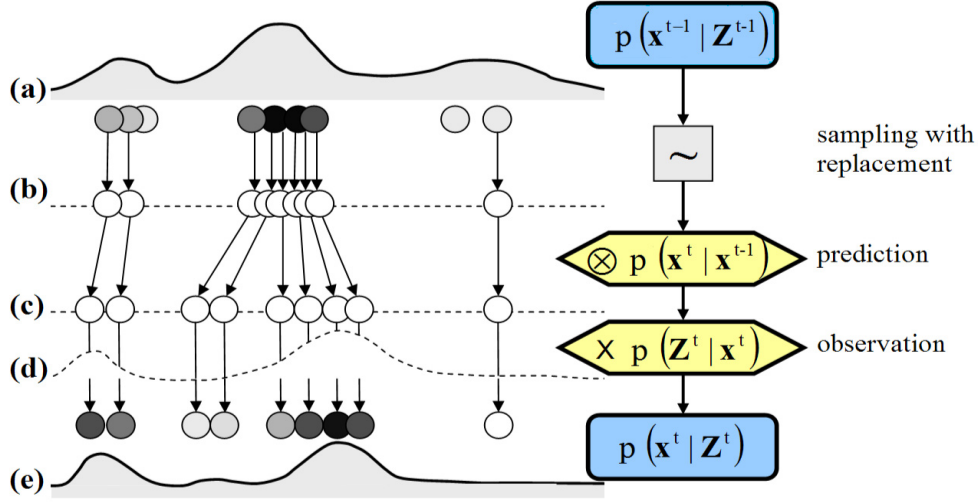 p (x^{t-1} | Z^{t-1})
(a)
~
sampling with
replacement
(b)
⊗ p (x^t | x^{t-1})
prediction
(c)
× p (Z^t | x^t)
observation
(d)
p (x^t | Z^t)
(e)